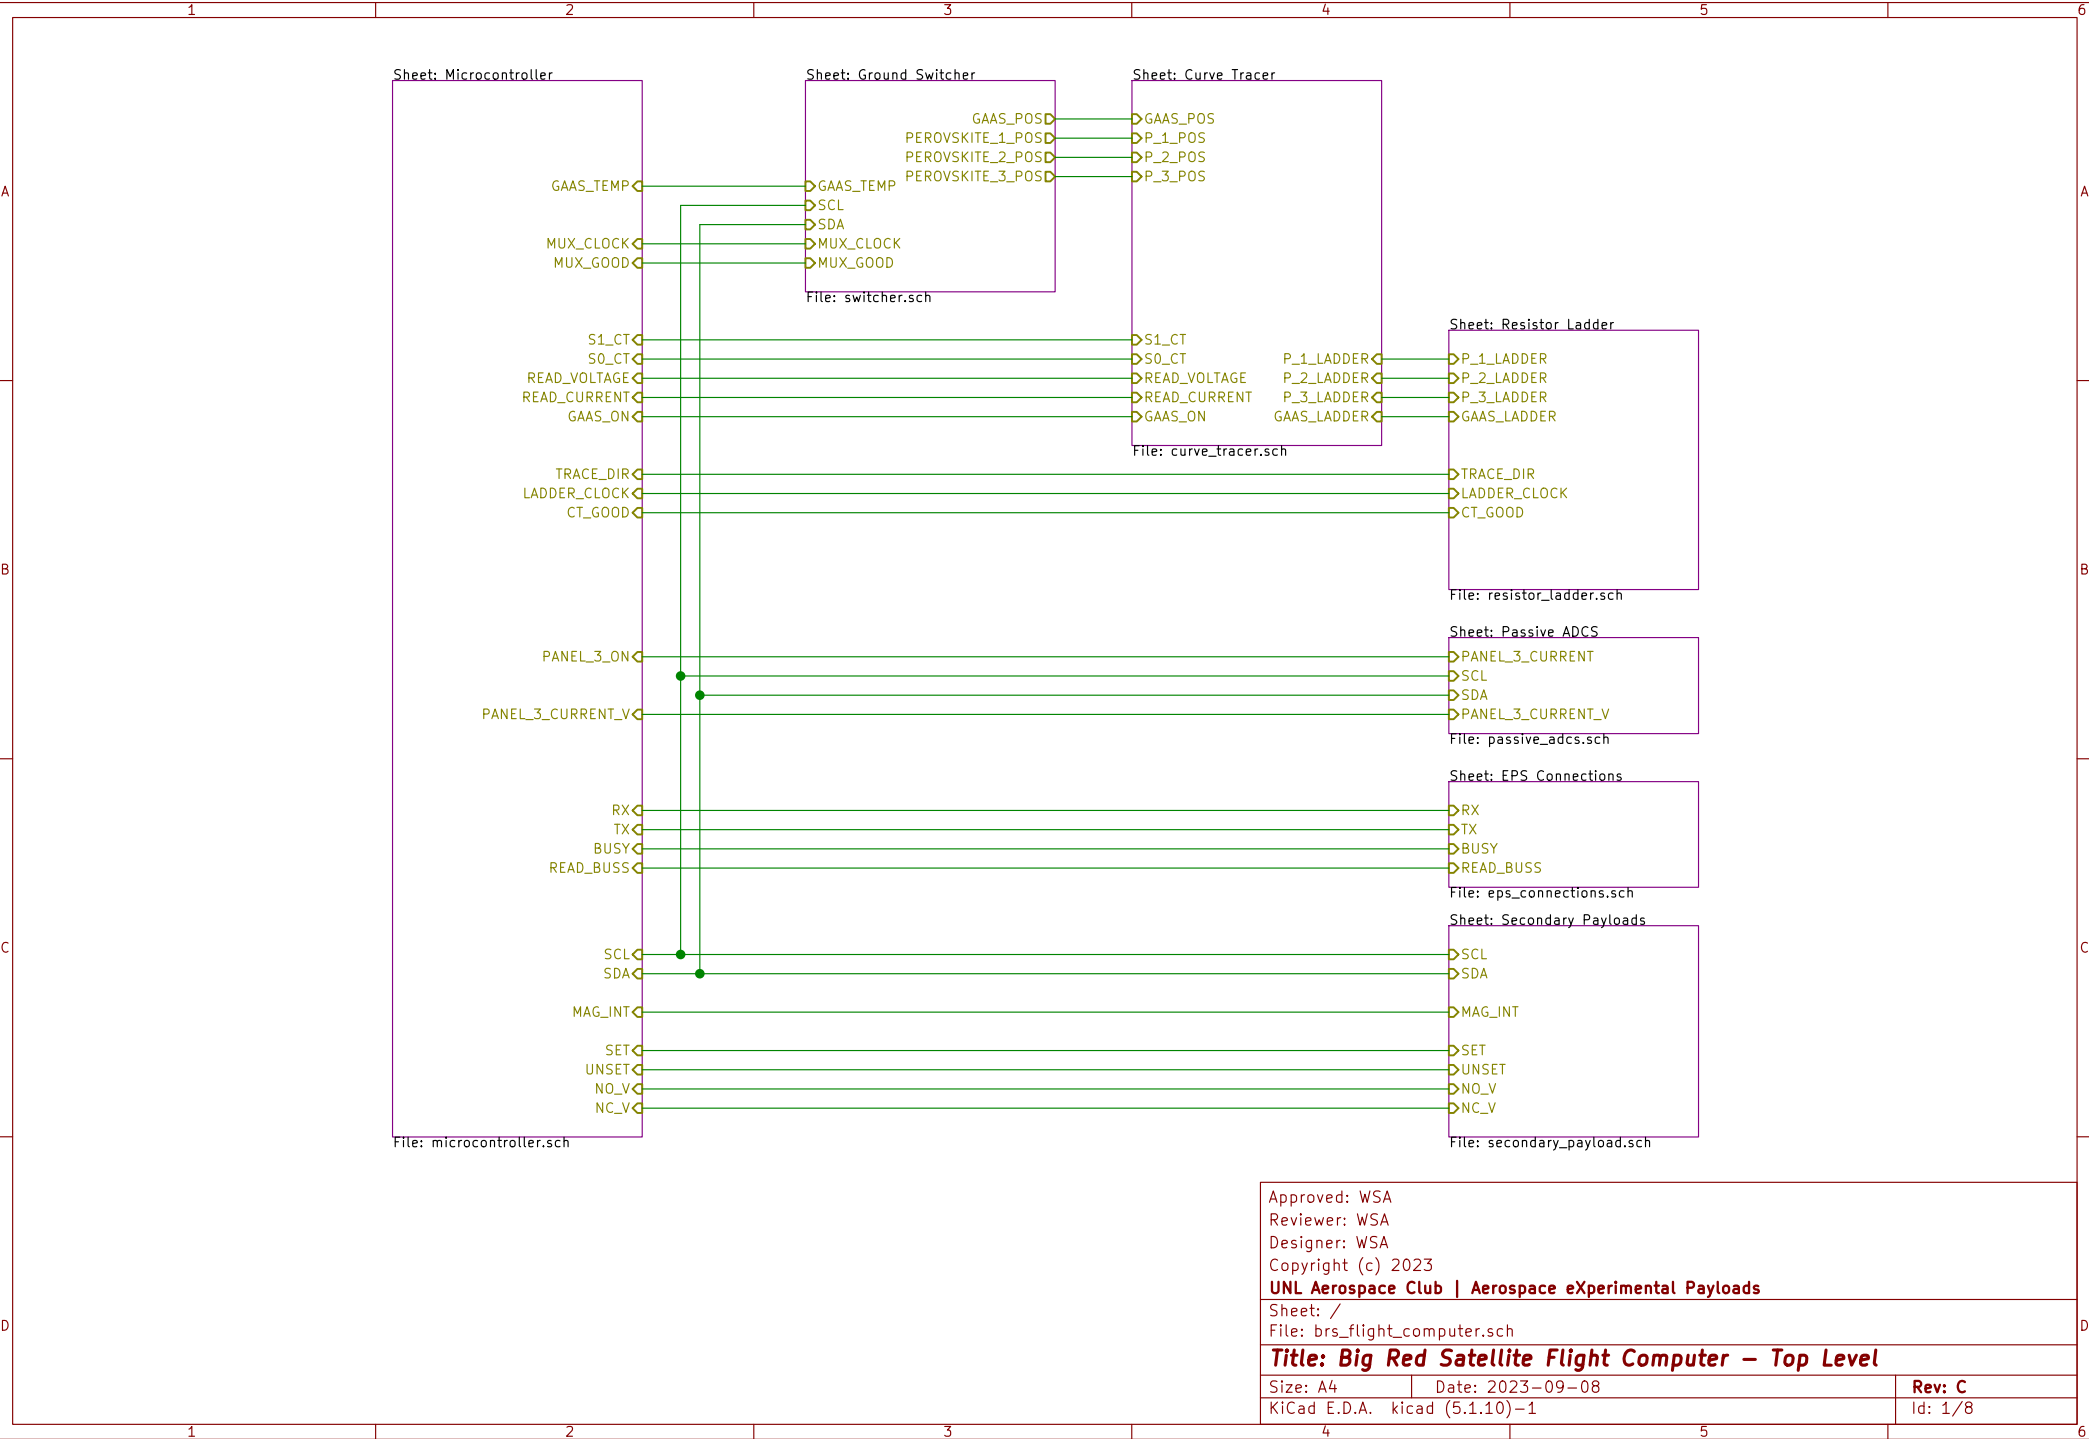 1 2 3 4 5 6
Sheet: Microcontroller
GAAS_TEMP
MUX_CLOCK
MUX_GOOD
S1_CT
S0_CT
READ_VOLTAGE
READ_CURRENT
GAAS_ON
TRACE_DIR
LADDER_CLOCK
CT_GOOD
PANEL_3_ON
PANEL_3_CURRENT_V
RX
TX
BUSY
READ_BUSS
SCL
SDA
MAG_INT
SET
UNSET
NO_V
NC_V
File: microcontroller.sch
Sheet: Ground Switcher
GAAS_POS
PEROVSKITE_1_POS
PEROVSKITE_2_POS
PEROVSKITE_3_POS
GAAS_TEMP
SCL
SDA
MUX_CLOCK
MUX_GOOD
File: switcher.sch
Sheet: Curve Tracer
GAAS_POS
P_1_POS
P_2_POS
P_3_POS
S1_CT
S0_CT
READ_VOLTAGE
READ_CURRENT
GAAS_ON
P_1_LADDER
P_2_LADDER
P_3_LADDER
GAAS_LADDER
File: curve_tracer.sch
Sheet: Resistor Ladder
P_1_LADDER
P_2_LADDER
P_3_LADDER
GAAS_LADDER
TRACE_DIR
LADDER_CLOCK
CT_GOOD
File: resistor_ladder.sch
Sheet: Passive ADCS
PANEL_3_CURRENT
SCL
SDA
PANEL_3_CURRENT_V
File: passive_adcs.sch
Sheet: EPS Connections
RX
TX
BUSY
READ_BUSS
File: eps_connections.sch
Sheet: Secondary Payloads
SCL
SDA
MAG_INT
SET
UNSET
NO_V
NC_V
File: secondary_payload.sch
A A
B B
C C
D D
Approved: WSA
Reviewer: WSA
Designer: WSA
Copyright (c) 2023
UNL Aerospace Club | Aerospace eXperimental Payloads
Sheet: /
File: brs_flight_computer.sch
Title: Big Red Satellite Flight Computer – Top Level
Size: A4 Date: 2023-09-08 Rev: C
KiCad E.D.A. kicad (5.1.10)-1 Id: 1/8
1 2 3 4 5 6